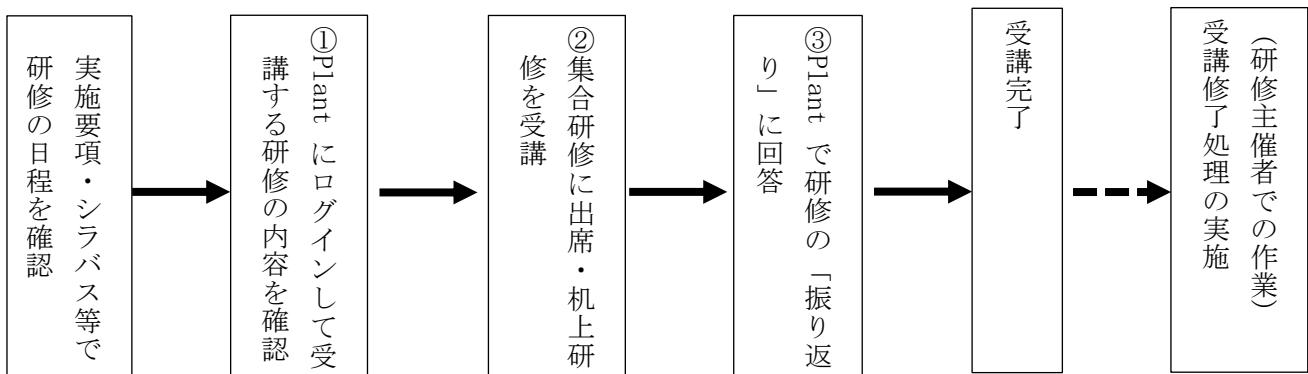 実施要項・シラバス等で
研修の日程を確認
①Plant にログインして受
講する研修の内容を確認
②集合研修に出席・机上研
修を受講
③Plant で研修の「振り返
り」に回答
受講完了
（研修主催者での作業）
受講修了処理の実施